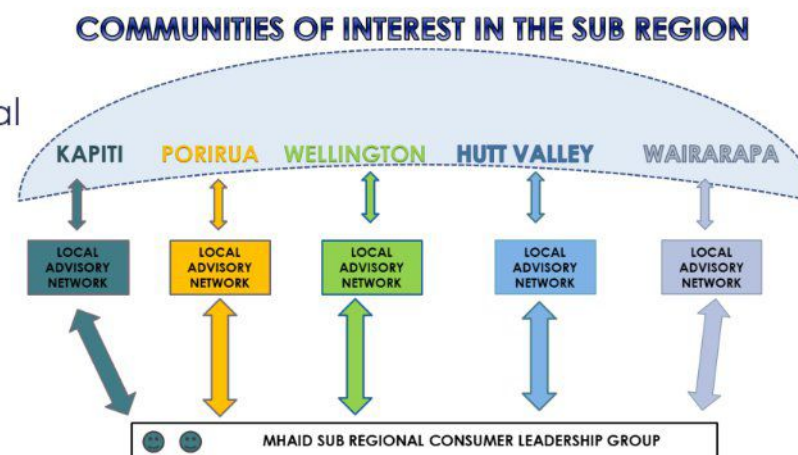 COMMUNITIES OF INTEREST IN THE SUB REGION
al
KAPITI PORIRUA WELLINGTON HUTT VALLEY WAIRARAPA
LOCAL ADVISORY NETWORK
LOCAL ADVISORY NETWORK
LOCAL ADVISORY NETWORK
LOCAL ADVISORY NETWORK
LOCAL ADVISORY NETWORK
MHAID SUB REGIONAL CONSUMER LEADERSHIP GROUP